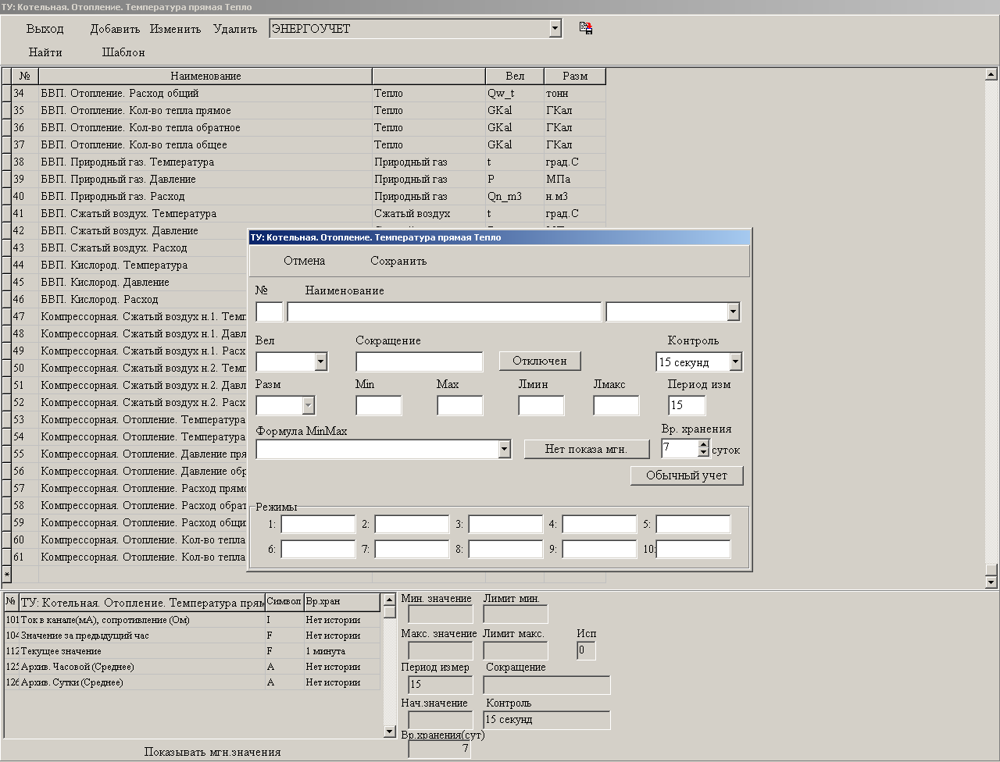 ТУ: Котельная. Отопление. Температура прямая Тепло
Выход Добавить Изменить Удалить ЭНЕРГОУЧЕТ
Найти Шаблон
№ Наименование Вел Разм
34 БВП. Отопление. Расход общий Тепло Qw_t тонн
35 БВП. Отопление. Кол-во тепла прямое Тепло GKal ГКал
36 БВП. Отопление. Кол-во тепла обратное Тепло GKal ГКал
37 БВП. Отопление. Кол-во тепла общее Тепло GKal ГКал
38 БВП. Природный газ. Температура Природный газ t град.С
39 БВП. Природный газ. Давление Природный газ P МПа
40 БВП. Природный газ. Расход Природный газ Qn_m3 н.м3
41 БВП. Сжатый воздух. Температура Сжатый воздух t град.С
42 БВП. Сжатый воздух. Давление
43 БВП. Сжатый воздух. Расход
44 БВП. Кислород. Температура
45 БВП. Кислород. Давление
46 БВП. Кислород. Расход
47 Компрессорная. Сжатый воздух н.1. Темп
48 Компрессорная. Сжатый воздух н.1. Давл
49 Компрессорная. Сжатый воздух н.1. Расх
50 Компрессорная. Сжатый воздух н.2. Темп
51 Компрессорная. Сжатый воздух н.2. Давл
52 Компрессорная. Сжатый воздух н.2. Расх
53 Компрессорная. Отопление. Температура
54 Компрессорная. Отопление. Температура
55 Компрессорная. Отопление. Давление пря
56 Компрессорная. Отопление. Давление обр
57 Компрессорная. Отопление. Расход прямо
58 Компрессорная. Отопление. Расход обрат
59 Компрессорная. Отопление. Расход общи
60 Компрессорная. Отопление. Кол-во тепла
61 Компрессорная. Отопление. Кол-во тепла
*
ТУ: Котельная. Отопление. Температура прямая Тепло
Отмена Сохранить
№ Наименование
Вел Сокращение Контроль
Отключен 15 секунд
Разм Min Max Лмин Лмакс Период изм
15
Формула MinMax Вр. хранения
Нет показа мгн. 7 суток
Обычный учет
Режимы
1: 2: 3: 4: 5:
6: 7: 8: 9: 10:
№ ТУ: Котельная. Отопление. Температура прям Символ Вр.хран
101 Ток в канале(мА), сопротивление (Ом) I Нет истории
104 Значение за предыдущий час F Нет истории
112 Текущее значение F 1 минута
125 Архив. Часовой (Среднее) A Нет истории
126 Архив. Сутки (Среднее) A Нет истории
Показывать мгн.значения
Мин. значение Лимит мин.
Макс. значение Лимит макс. Исп
0
Период измер Сокращение
15
Нач.значение Контроль
15 секунд
Вр.хранения(сут)
7